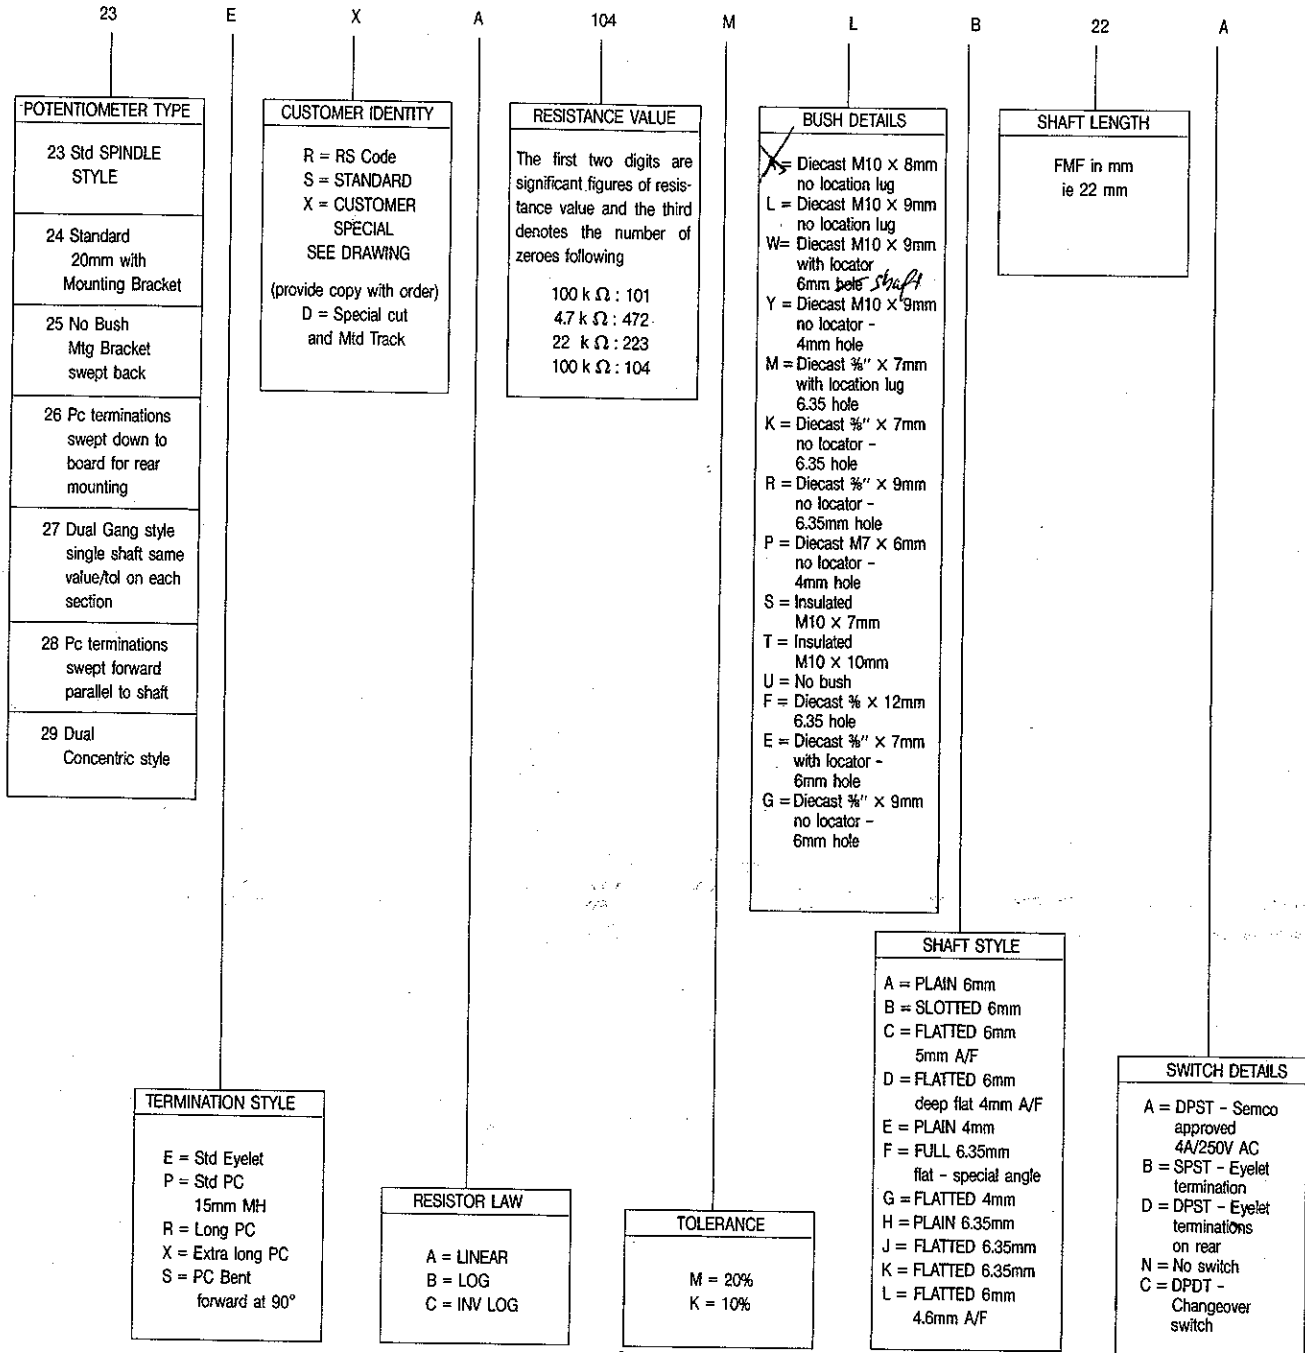 23 E X A 104 M L B 22 A
POTENTIOMETER TYPE
23 Std SPINDLE
STYLE
24 Standard
20mm with
Mounting Bracket
25 No Bush
Mtg Bracket
swept back
26 Pc terminations
swept down to
board for rear
mounting
27 Dual Gang style
single shaft same
value/tol on each
section
28 Pc terminations
swept forward
parallel to shaft
29 Dual
Concentric style
CUSTOMER IDENTITY
R = RS Code
S = STANDARD
X = CUSTOMER
SPECIAL
SEE DRAWING
(provide copy with order)
D = Special cut
and Mtd Track
RESISTANCE VALUE
The first two digits are
significant figures of resis-
tance value and the third
denotes the number of
zeroes following
100 k Ω : 101
4.7 k Ω : 472
22 k Ω : 223
100 k Ω : 104
BUSH DETAILS
A = Diecast M10 X 8mm
no location lug
L = Diecast M10 X 9mm
no location lug
W= Diecast M10 X 9mm
with locator
6mm hole shaft
Y = Diecast M10 X 9mm
no locator -
4mm hole
M = Diecast ⅜" X 7mm
with location lug
6.35 hole
K = Diecast ⅜" X 7mm
no locator -
6.35 hole
R = Diecast ⅜" X 9mm
no locator -
6.35mm hole
P = Diecast M7 X 6mm
no locator -
4mm hole
S = Insulated
M10 X 7mm
T = Insulated
M10 X 10mm
U = No bush
F = Diecast ⅜ X 12mm
6.35 hole
E = Diecast ⅜" X 7mm
with locator -
6mm hole
G = Diecast ⅜" X 9mm
no locator -
6mm hole
SHAFT LENGTH
FMF in mm
ie 22 mm
TERMINATION STYLE
E = Std Eyelet
P = Std PC
15mm MH
R = Long PC
X = Extra long PC
S = PC Bent
forward at 90°
RESISTOR LAW
A = LINEAR
B = LOG
C = INV LOG
TOLERANCE
M = 20%
K = 10%
SHAFT STYLE
A = PLAIN 6mm
B = SLOTTED 6mm
C = FLATTED 6mm
5mm A/F
D = FLATTED 6mm
deep flat 4mm A/F
E = PLAIN 4mm
F = FULL 6.35mm
flat - special angle
G = FLATTED 4mm
H = PLAIN 6.35mm
J = FLATTED 6.35mm
K = FLATTED 6.35mm
L = FLATTED 6mm
4.6mm A/F
SWITCH DETAILS
A = DPST - Semco
approved
4A/250V AC
B = SPST - Eyelet
termination
D = DPST - Eyelet
terminations
on rear
N = No switch
C = DPDT -
Changeover
switch